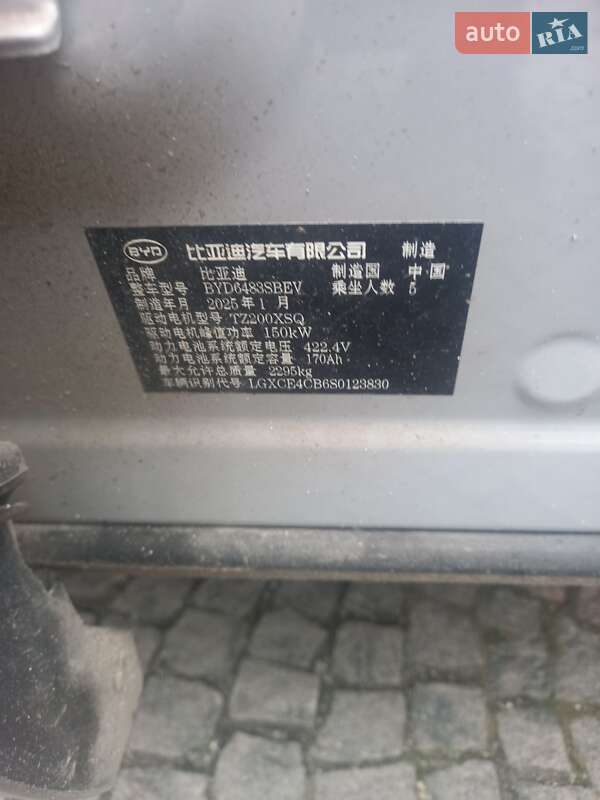 auto RIA .com
BYD 比亚迪汽车有限公司 制造
品牌 比亚迪 制造国 中国
整车型号 BYD6483SBEV 乘坐人数 5
制造年月 2025年1月
驱动电机型号 TZ200XSQ
驱动电机峰值功率 150kW
动力电池系统额定电压 422.4V
动力电池系统额定容量 170Ah
最大允许总质量 2295kg
车辆识别代号 LGXCE4CB6S0123830